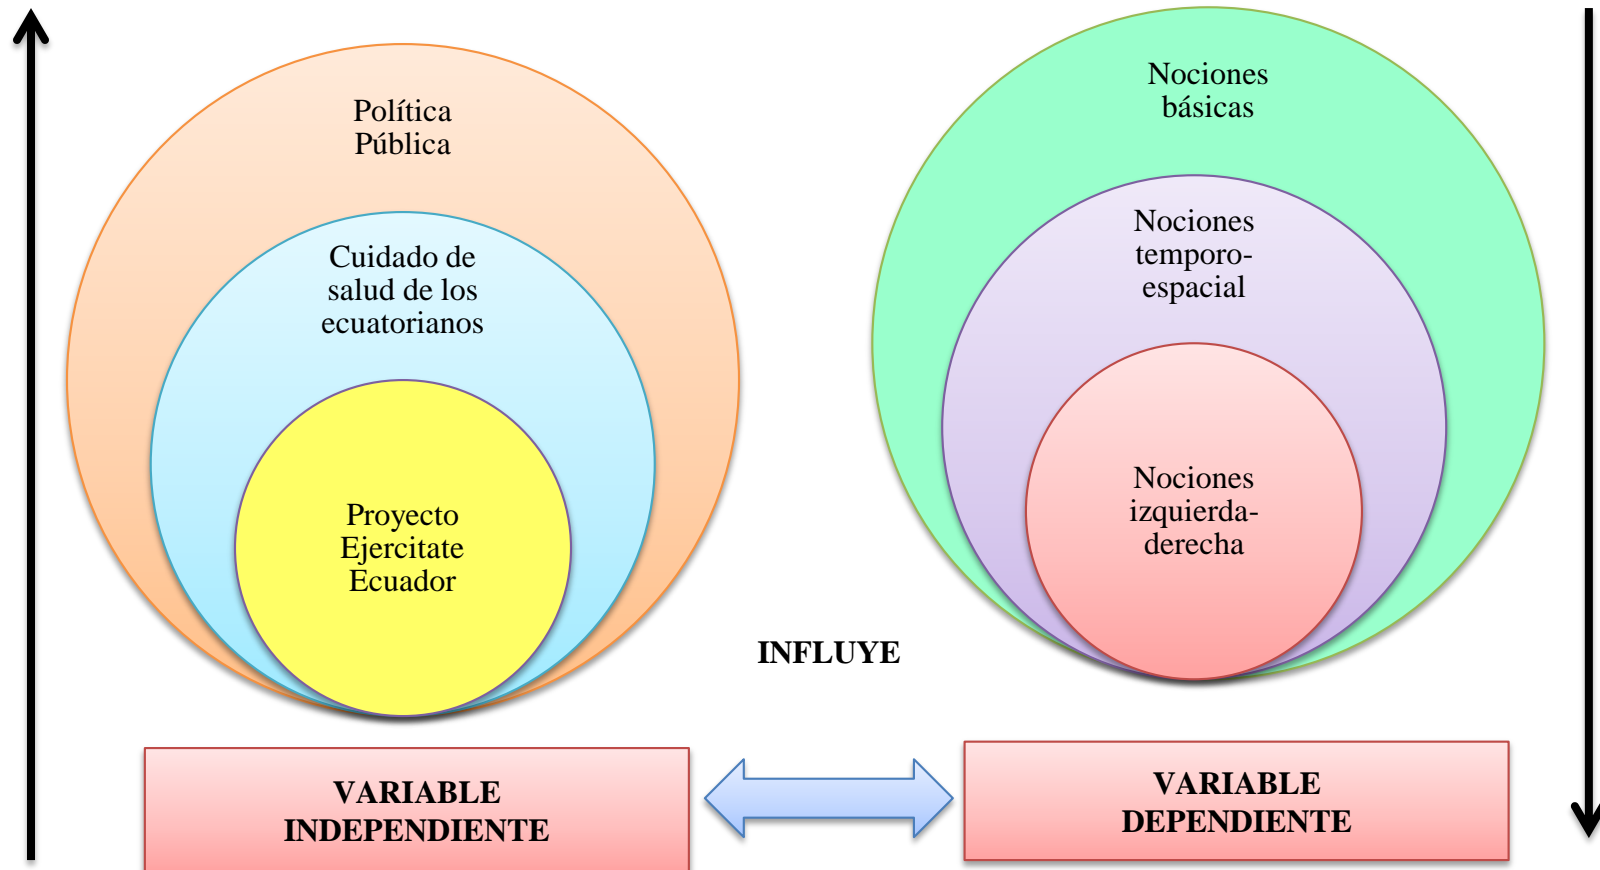 Política
Pública
Cuidado de
salud de los
ecuatorianos
Proyecto
Ejercitate
Ecuador
Nociones
básicas
Nociones
temporo-
espacial
Nociones
izquierda-
derecha
INFLUYE
VARIABLE
INDEPENDIENTE
VARIABLE
DEPENDIENTE